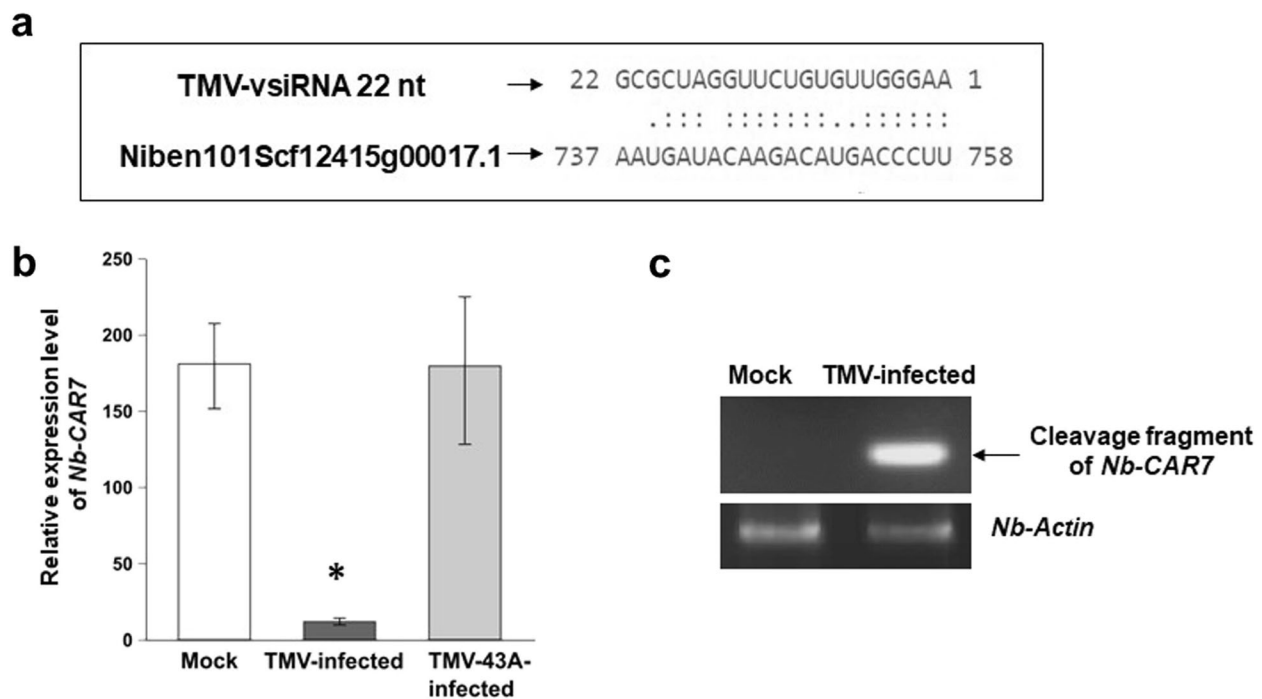 a
TMV-vsiRNA 22 nt → 22 GCGCUAGGUUCUGUGUUGGGAA 1
.::: :::::::..::::::
Niben101Scf12415g00017.1 → 737 AAUGAUACAAGACAUGACCCUU 758
b
Relative expression level
of Nb-CAR7
250
200
150
100
50
0
*
Mock
TMV-infected
TMV-43A-
infected
c
Mock TMV-infected
Cleavage fragment
of Nb-CAR7
Nb-Actin